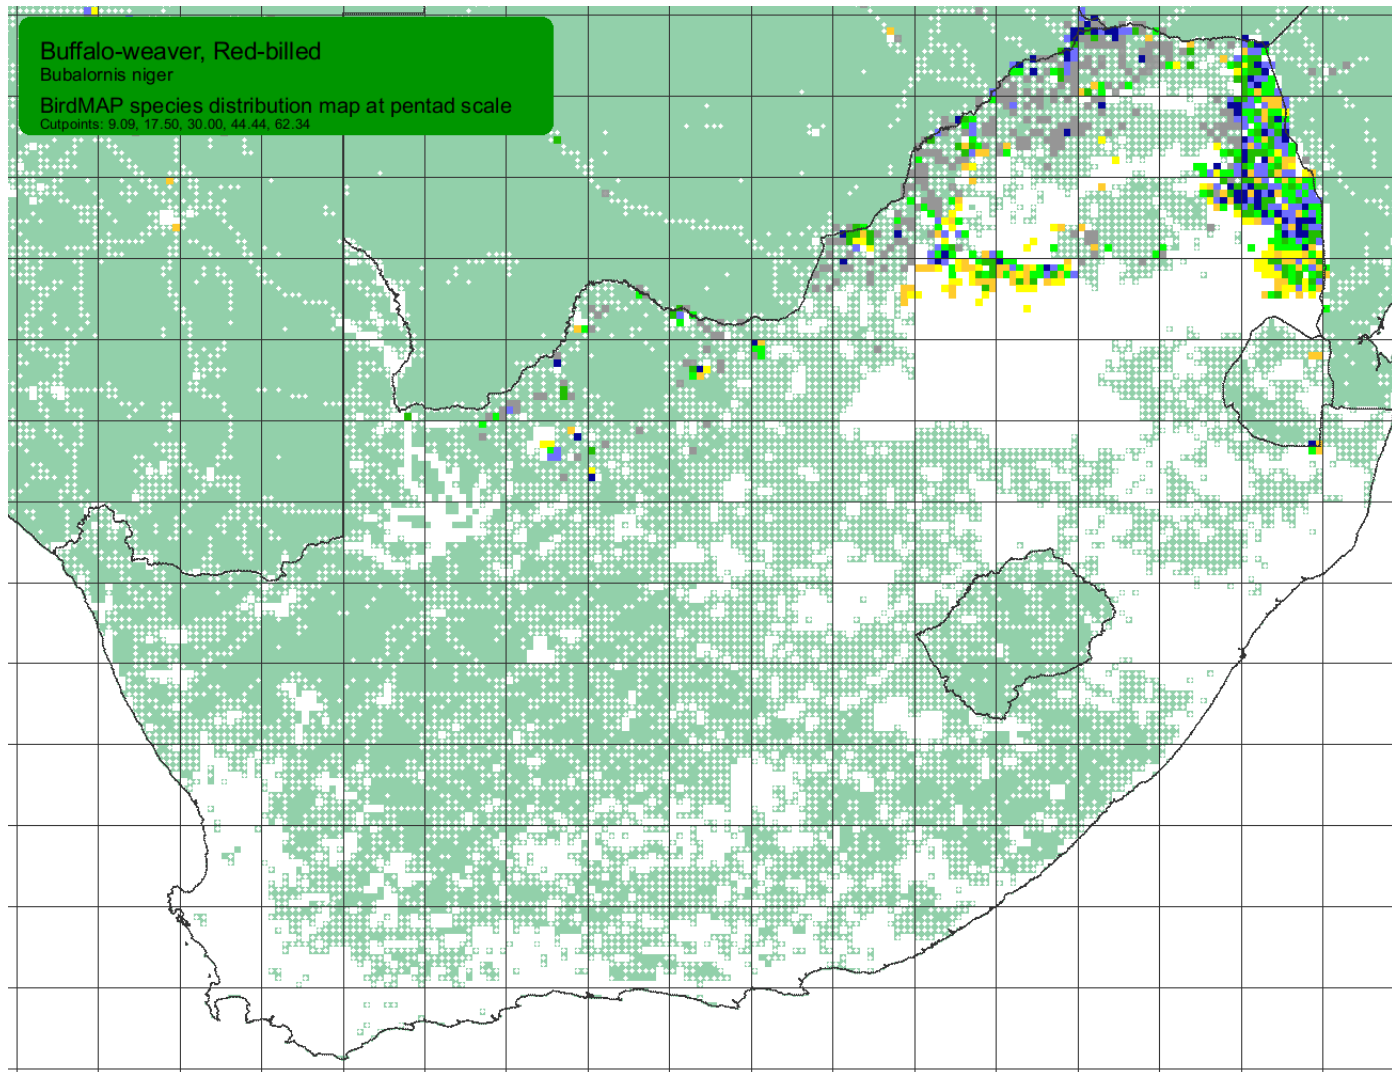 Buffalo-weaver, Red-billed
Bubalornis niger
BirdMAP species distribution map at pentad scale
Cutpoints: 9.09, 17.50, 30.00, 44.44, 62.34